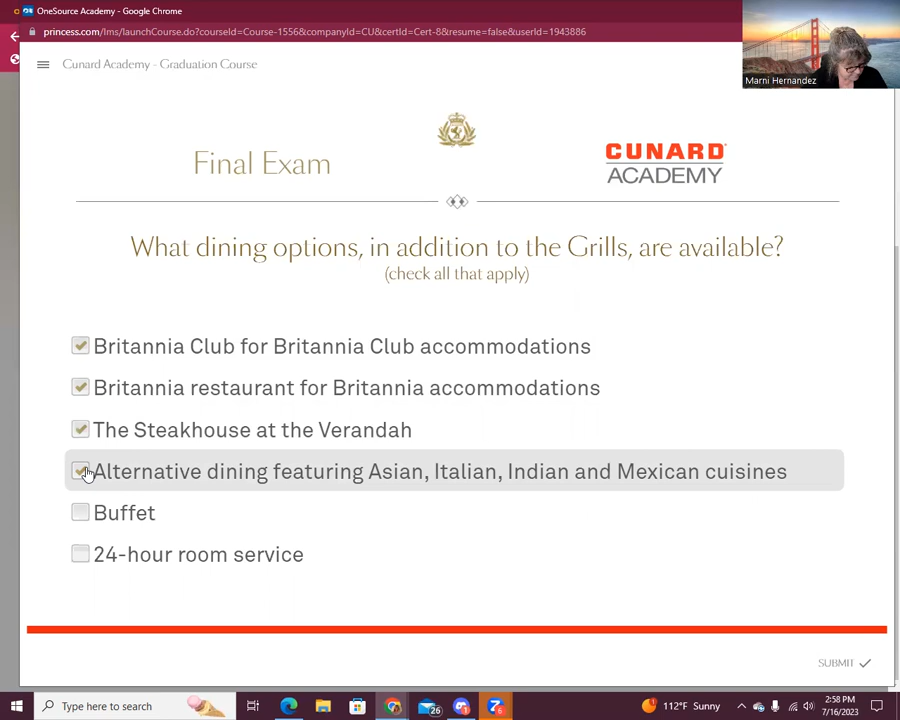 OneSource Academy - Google Chrome
princess.com/lms/launchCourse.do?courseId=Course-1556&companyId=CU&certId=Cert-8&resume=false&userId=1943886
Marni Hernandez
Cunard Academy - Graduation Course
Final Exam
CUNARD
ACADEMY
What dining options, in addition to the Grills, are available?
(check all that apply)
Britannia Club for Britannia Club accommodations
Britannia restaurant for Britannia accommodations
The Steakhouse at the Verandah
Alternative dining featuring Asian, Italian, Indian and Mexican cuisines
Buffet
24-hour room service
SUBMIT
Type here to search
26
6
112°F Sunny
2:58 PM
7/16/2023